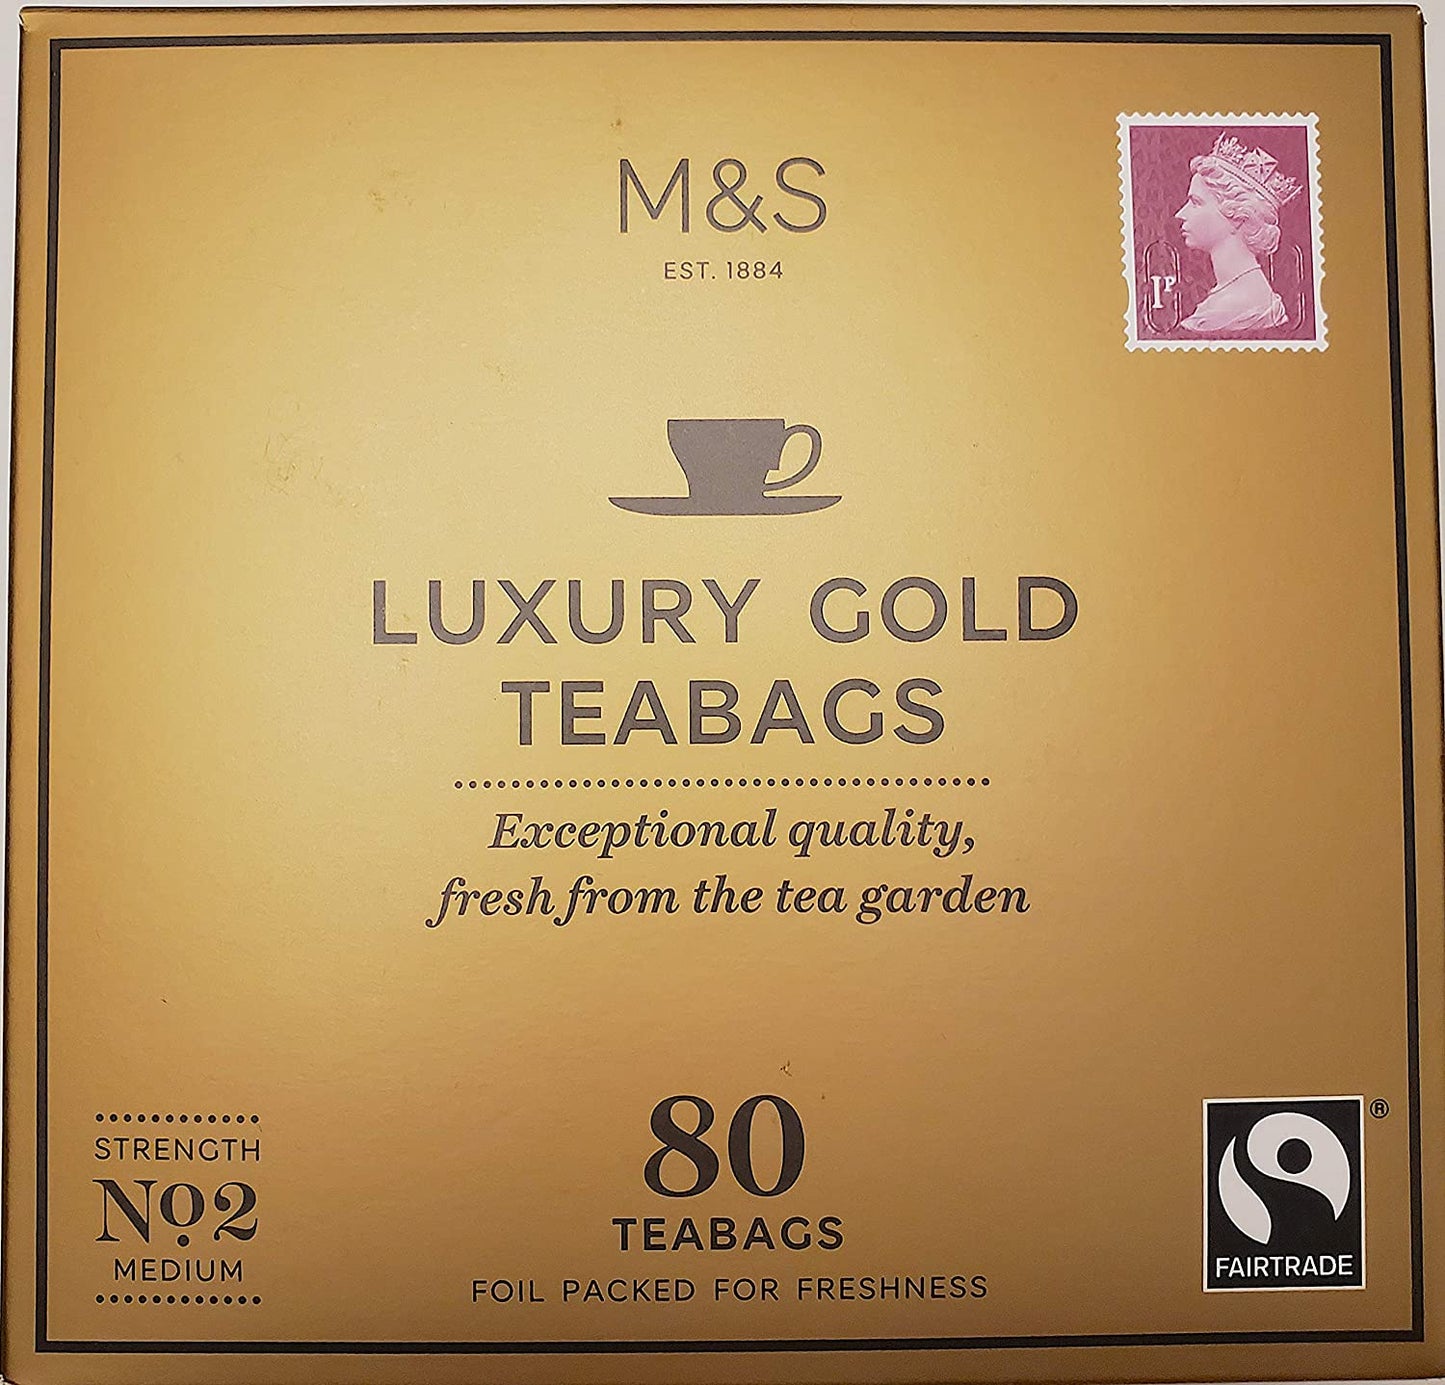 M&S
EST. 1884
1P
LUXURY GOLD
TEABAGS
Exceptional quality,
fresh from the tea garden
STRENGTH
No2
MEDIUM
80
TEABAGS
FOIL PACKED FOR FRESHNESS
®
FAIRTRADE